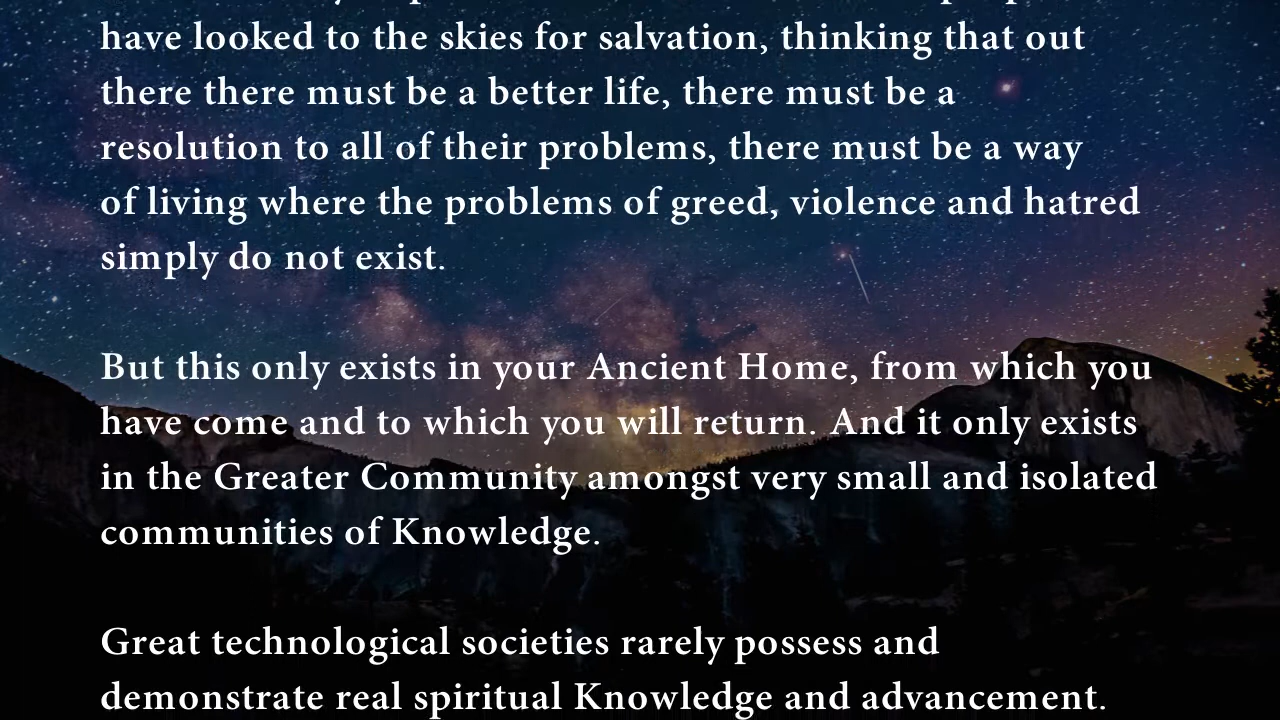 have looked to the skies for salvation, thinking that out
there there must be a better life, there must be a
resolution to all of their problems, there must be a way
of living where the problems of greed, violence and hatred
simply do not exist.
But this only exists in your Ancient Home, from which you
have come and to which you will return. And it only exists
in the Greater Community amongst very small and isolated
communities of Knowledge.
Great technological societies rarely possess and
demonstrate real spiritual Knowledge and advancement.